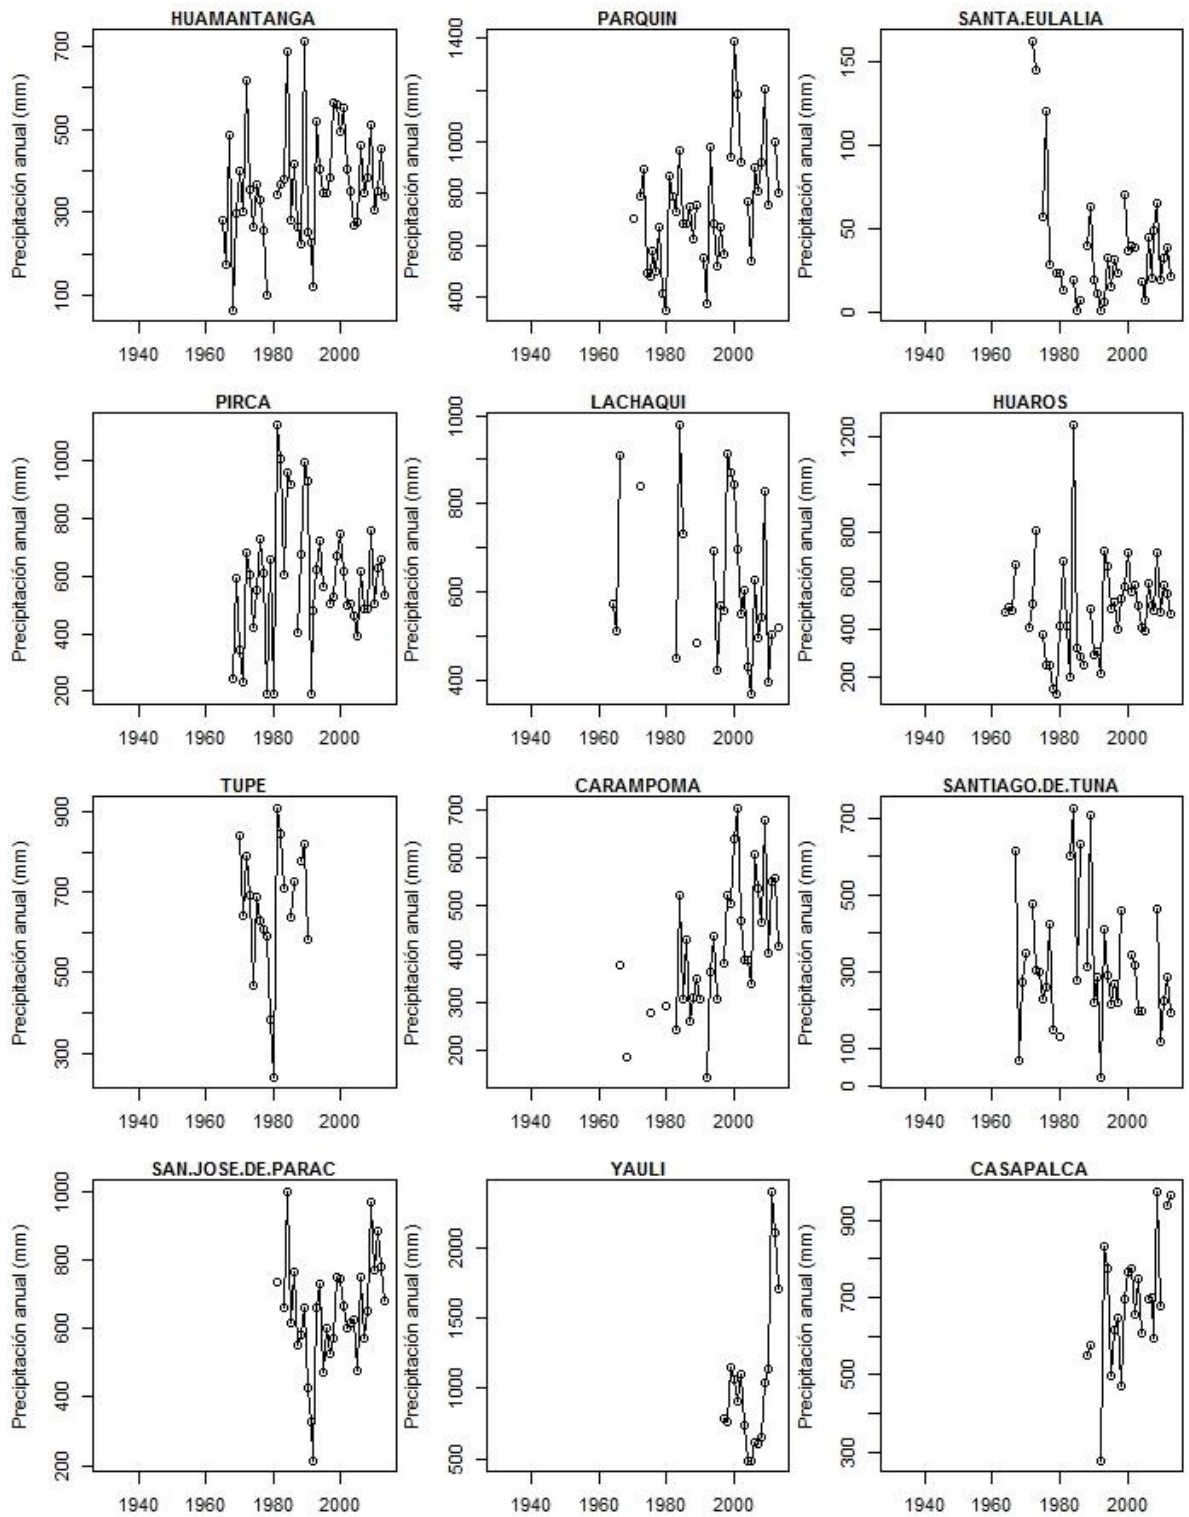 HUAMANTANGA
Precipitación anual (mm)
700
500
300
100
1940 1960 1980 2000
PARQUIN
Precipitación anual (mm)
1400
1000
800
600
400
1940 1960 1980 2000
SANTA.EULALIA
Precipitación anual (mm)
150
100
50
0
1940 1960 1980 2000
PIRCA
Precipitación anual (mm)
1000
800
600
400
200
1940 1960 1980 2000
LACHAQUI
Precipitación anual (mm)
1000
800
600
400
1940 1960 1980 2000
HUAROS
Precipitación anual (mm)
1200
800
600
400
200
1940 1960 1980 2000
TUPE
Precipitación anual (mm)
900
700
500
300
1940 1960 1980 2000
CARAMPOMA
Precipitación anual (mm)
700
600
500
400
300
200
1940 1960 1980 2000
SANTIAGO.DE.TUNA
Precipitación anual (mm)
700
500
300
100
0
1940 1960 1980 2000
SAN.JOSE.DE.PARAC
Precipitación anual (mm)
1000
800
600
400
200
1940 1960 1980 2000
YAULI
Precipitación anual (mm)
2000
1500
1000
500
1940 1960 1980 2000
CASAPALCA
Precipitación anual (mm)
900
700
500
300
1940 1960 1980 2000